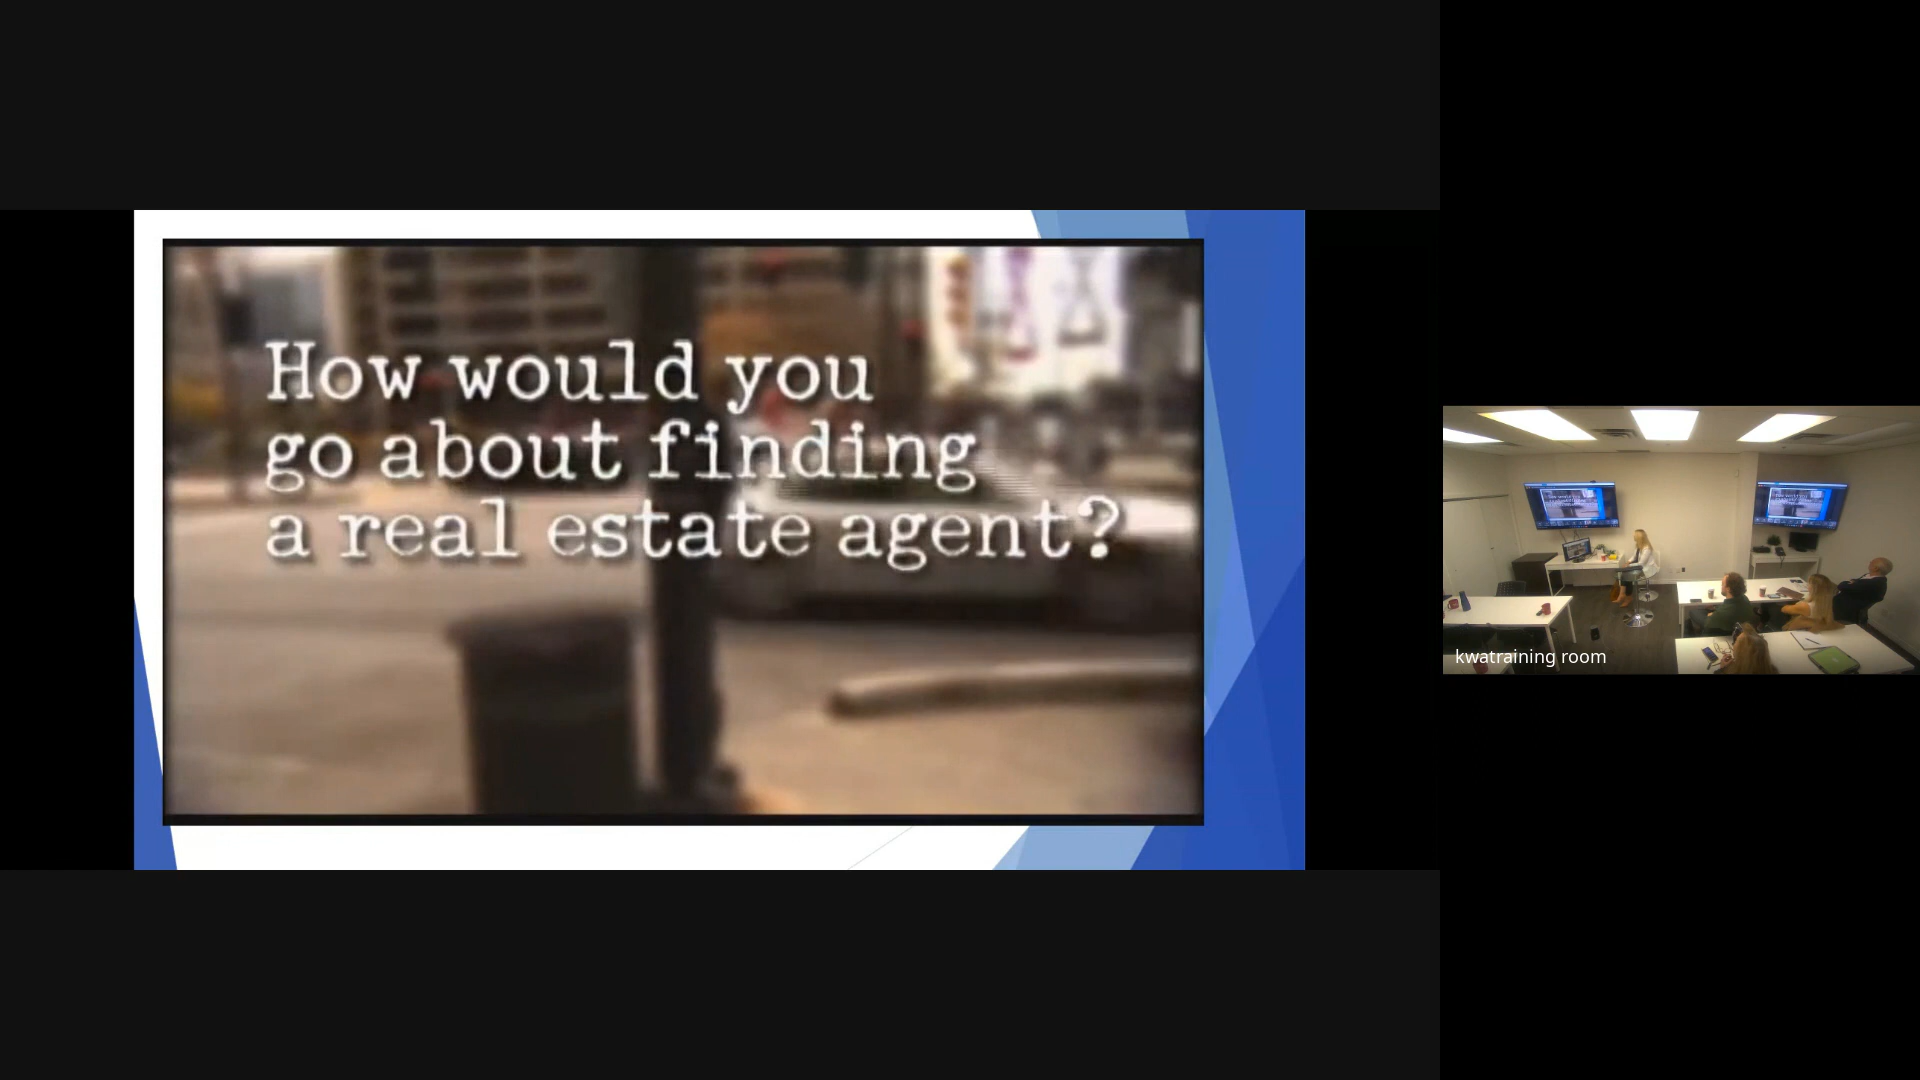 How would you
go about finding
a real estate agent?
kwatraining room